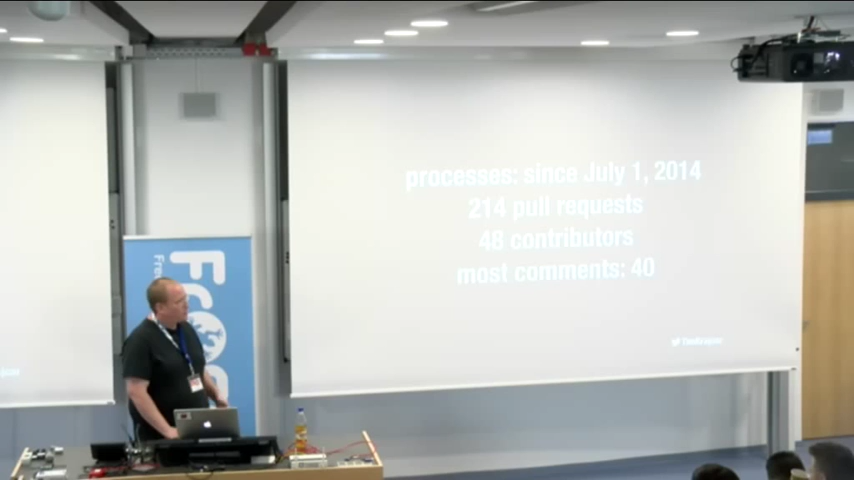 processes: since July 1, 2014
214 pull requests
48 contributors
most comments: 40